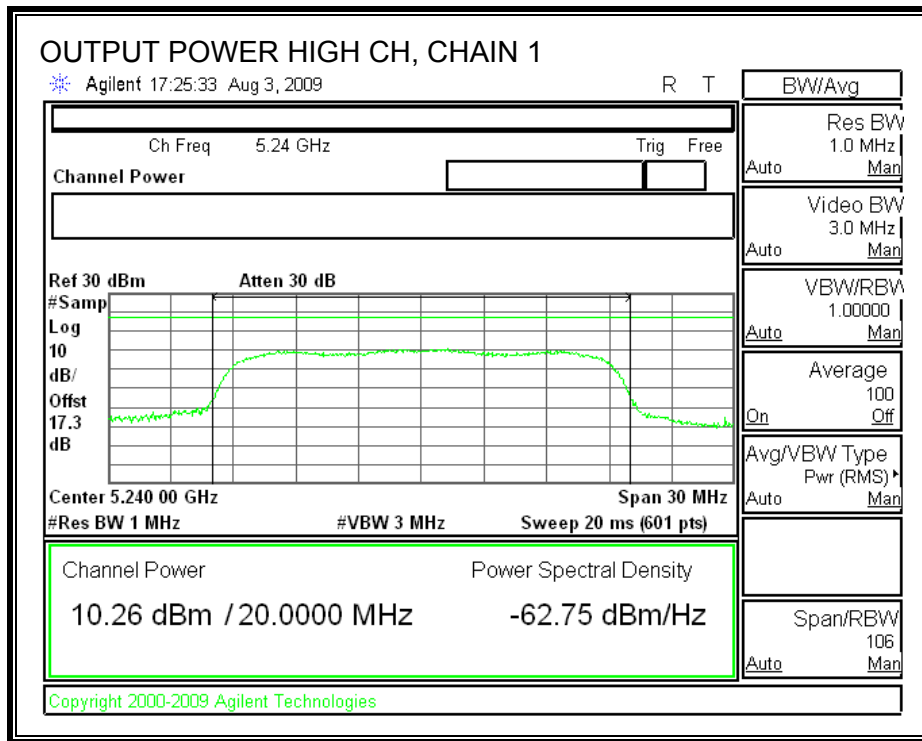 OUTPUT POWER HIGH CH, CHAIN 1
Agilent 17:25:33 Aug 3, 2009 R T
BW/Avg
Ch Freq 5.24 GHz Trig Free
Channel Power
Ref 30 dBm Atten 30 dB
#Samp
Log
10
dB/
Offst
17.3
dB
Center 5.240 00 GHz Span 30 MHz
#Res BW 1 MHz #VBW 3 MHz Sweep 20 ms (601 pts)
Channel Power Power Spectral Density
10.26 dBm / 20.0000 MHz -62.75 dBm/Hz
Res BW
1.0 MHz
Auto Man
Video BW
3.0 MHz
Auto Man
VBW/RBW
1.00000
Auto Man
Average
100
On Off
Avg/VBW Type
Pwr (RMS)
Auto Man
Span/RBW
106
Auto Man
Copyright 2000-2009 Agilent Technologies